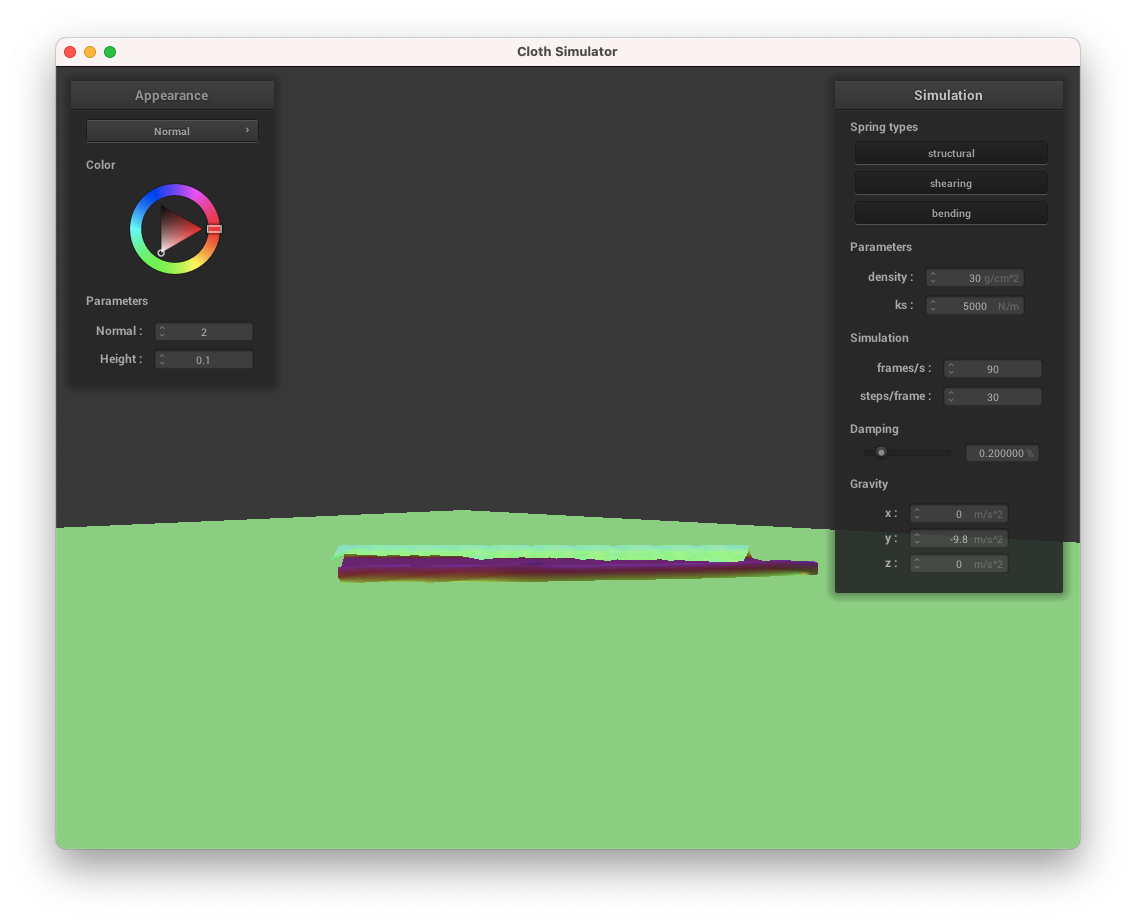 Cloth Simulator
Appearance
Normal
Color
Parameters
Normal : 2
Height : 0.1
Simulation
Spring types
structural
shearing
bending
Parameters
density : 30 g/cm^2
ks : 5000 N/m
Simulation
frames/s : 90
steps/frame : 30
Damping
0.200000 %
Gravity
x : 0 m/s^2
y : -9.8 m/s^2
z : 0 m/s^2